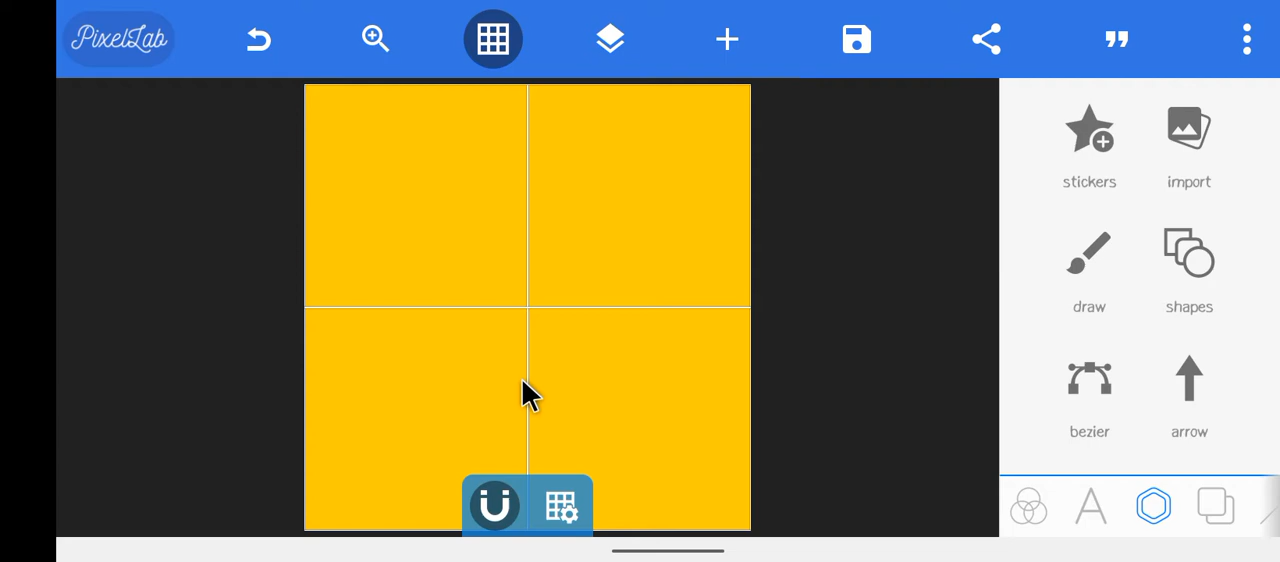 PixelLab
stickers
import
draw
shapes
bezier
arrow